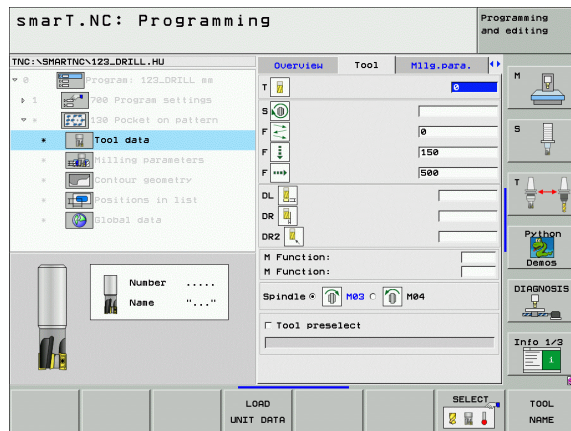 smarT.NC: Programming
Programming
and editing
TNC:\SMARTNC\123_DRILL.HU
0 Program: 123_DRILL mm
1 700 Program settings
* 130 Pocket on pattern
* Tool data
* Milling parameters
* Contour geometry
* Positions in list
* Global data
Number .....
Name "..."
Overview Tool Mllg.para.
T 0
S
F 0
F 150
F 500
DL
DR
DR2
M Function:
M Function:
Spindle M03 M04
Tool preselect
M
S
T
Python
Demos
DIAGNOSIS
Info 1/3
1
LOAD
UNIT DATA
SELECT
TOOL
NAME